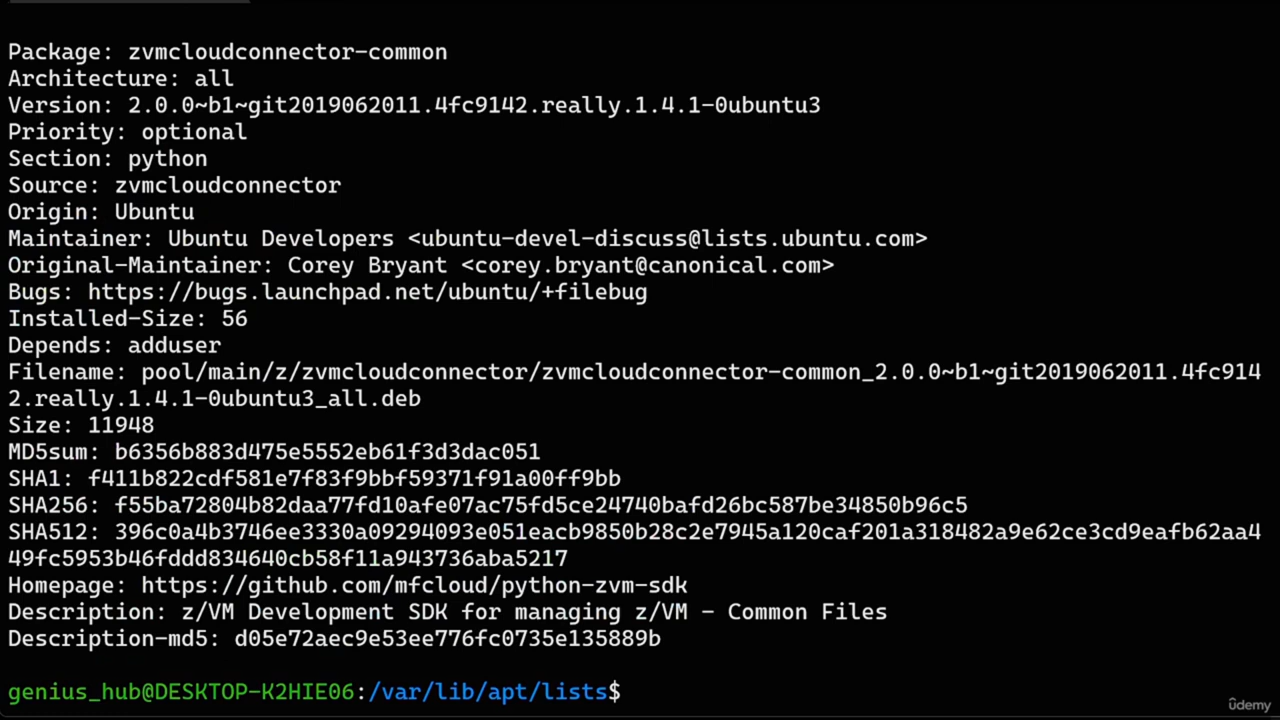 Package: zvmcloudconnector-common
Architecture: all
Version: 2.0.0~b1~git2019062011.4fc9142.really.1.4.1-0ubuntu3
Priority: optional
Section: python
Source: zvmcloudconnector
Origin: Ubuntu
Maintainer: Ubuntu Developers <ubuntu-devel-discuss@lists.ubuntu.com>
Original-Maintainer: Corey Bryant <corey.bryant@canonical.com>
Bugs: https://bugs.launchpad.net/ubuntu/+filebug
Installed-Size: 56
Depends: adduser
Filename: pool/main/z/zvmcloudconnector/zvmcloudconnector-common_2.0.0~b1~git2019062011.4fc914
2.really.1.4.1-0ubuntu3_all.deb
Size: 11948
MD5sum: b6356b883d475e5552eb61f3d3dac051
SHA1: f411b822cdf581e7f83f9bbf59371f91a00ff9bb
SHA256: f55ba72804b82daa77fd10afe07ac75fd5ce24740bafd26bc587be34850b96c5
SHA512: 396c0a4b3746ee3330a09294093e051eacb9850b28c2e7945a120caf201a318482a9e62ce3cd9eafb62aa4
49fc5953b46fddd834640cb58f11a943736aba5217
Homepage: https://github.com/mfcloud/python-zvm-sdk
Description: z/VM Development SDK for managing z/VM - Common Files
Description-md5: d05e72aec9e53ee776fc0735e135889b
genius_hub@DESKTOP-K2HIE06:/var/lib/apt/lists$
udemy